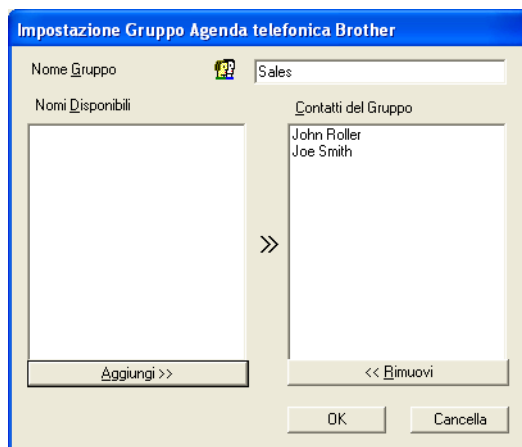 Impostazione Gruppo Agenda telefonica Brother
Nome Gruppo
Sales
Nomi Disponibili
Contatti del Gruppo
John Roller
Joe Smith
>>
Aggiungi >>
<< Rimuovi
OK
Cancella